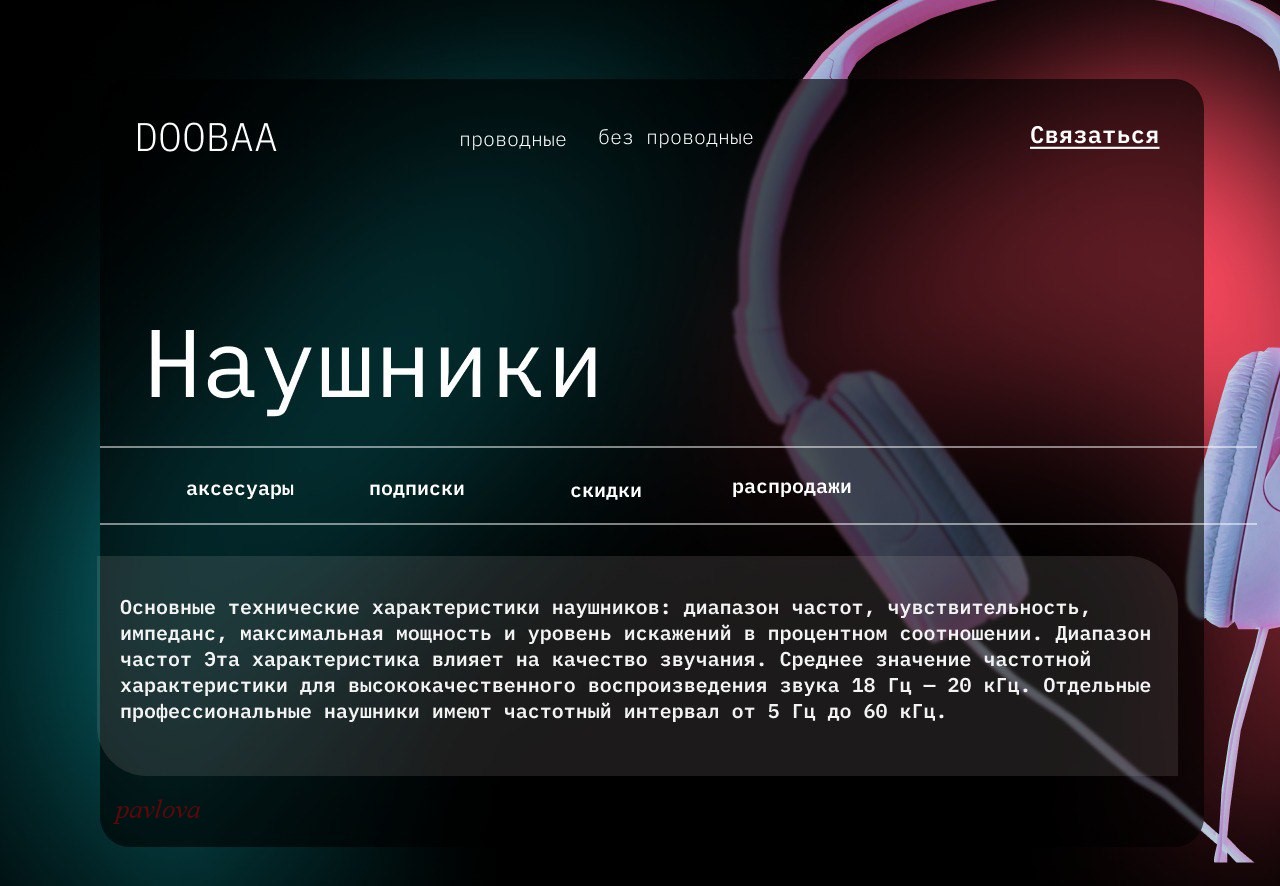 DOOBAA
проводные
без проводные
Связаться
Наушники
аксесуары
подписки
скидки
распродажи
Основные технические характеристики наушников: диапазон частот, чувствительность,
импеданс, максимальная мощность и уровень искажений в процентном соотношении. Диапазон
частот Эта характеристика влияет на качество звучания. Среднее значение частотной
характеристики для высококачественного воспроизведения звука 18 Гц — 20 кГц. Отдельные
профессиональные наушники имеют частотный интервал от 5 Гц до 60 кГц.
pavlova